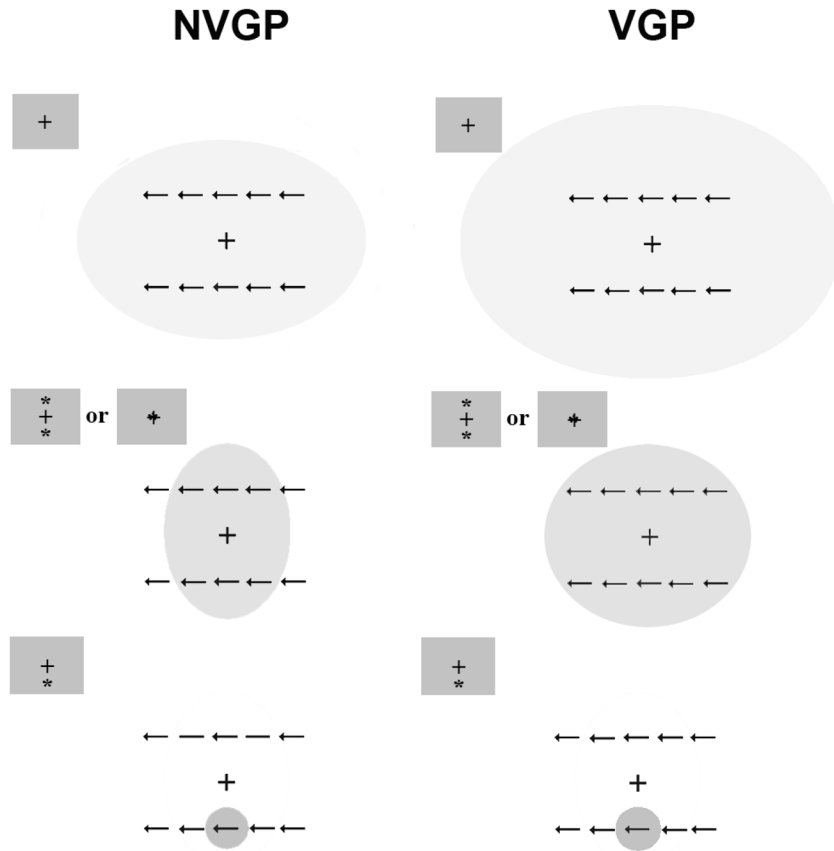 NVGP VGP
+ +
← ← ← ← ← ← ← ← ← ←
+ +
← ← ← ← ← ← ← ← ← ←
* *
+ or + + or +
* *
← ← ← ← ← ← ← ← ← ←
+ +
← ← ← ← ← ← ← ← ← ←
+ +
* *
← — ← — ← ← ← ← ← ←
+ +
← ← ← ← ← ← ← ← ← ←